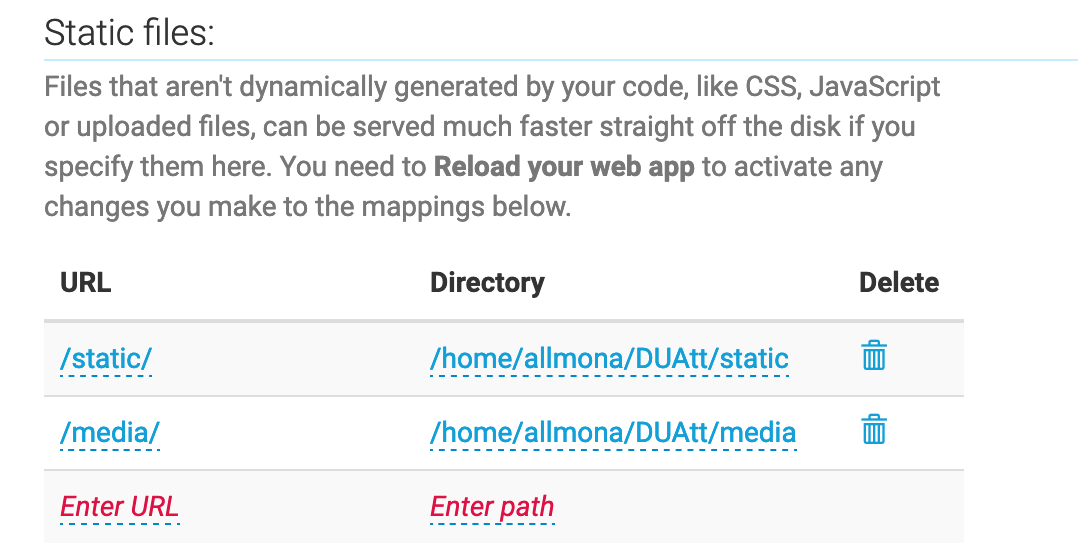 Static files:
Files that aren't dynamically generated by your code, like CSS, JavaScript
or uploaded files, can be served much faster straight off the disk if you
specify them here. You need to Reload your web app to activate any
changes you make to the mappings below.
URL Directory Delete
/static/ /home/allmona/DUAtt/static
/media/ /home/allmona/DUAtt/media
Enter URL Enter path